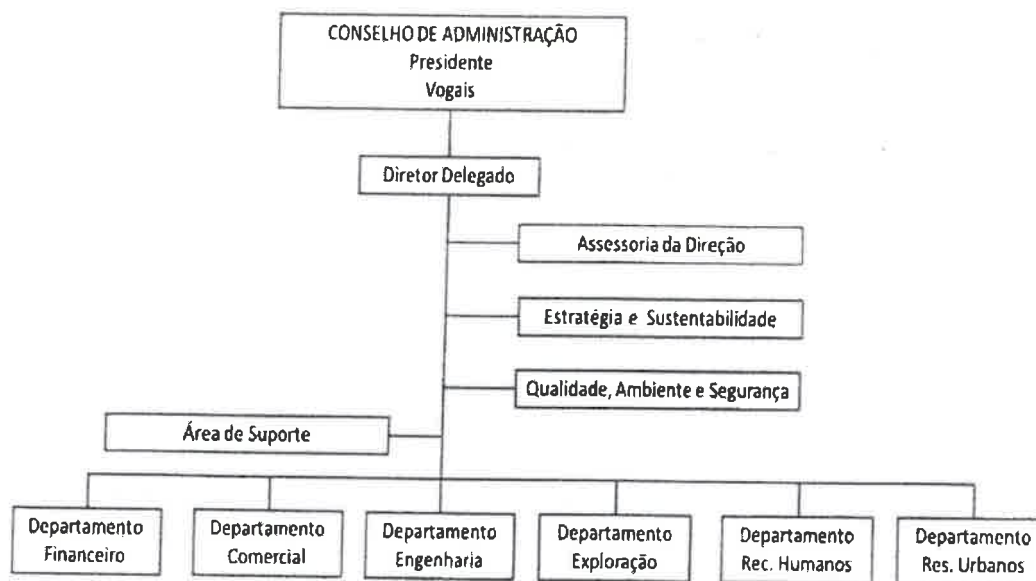 CONSELHO DE ADMINISTRAÇÃO
Presidente
Vogais
Diretor Delegado
Assessoria da Direção
Estratégia e Sustentabilidade
Qualidade, Ambiente e Segurança
Área de Suporte
Departamento
Financeiro
Departamento
Comercial
Departamento
Engenharia
Departamento
Exploração
Departamento
Rec. Humanos
Departamento
Res. Urbanos